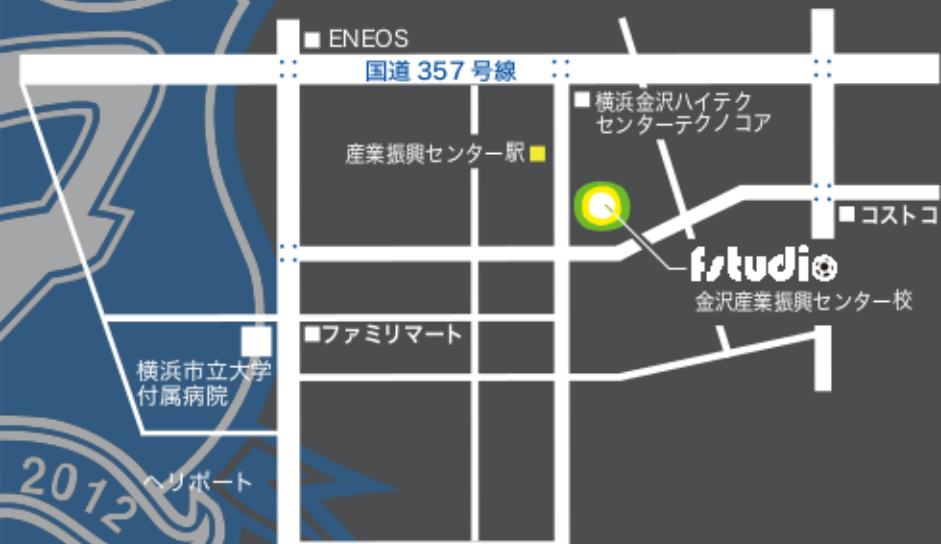 ENEOS
国道 357 号線
横浜金沢ハイテク
センターテクノコア
産業振興センター駅
コストコ
fstudio
金沢産業振興センター校
ファミリマート
横浜市立大学
付属病院
ヘリポート
2012